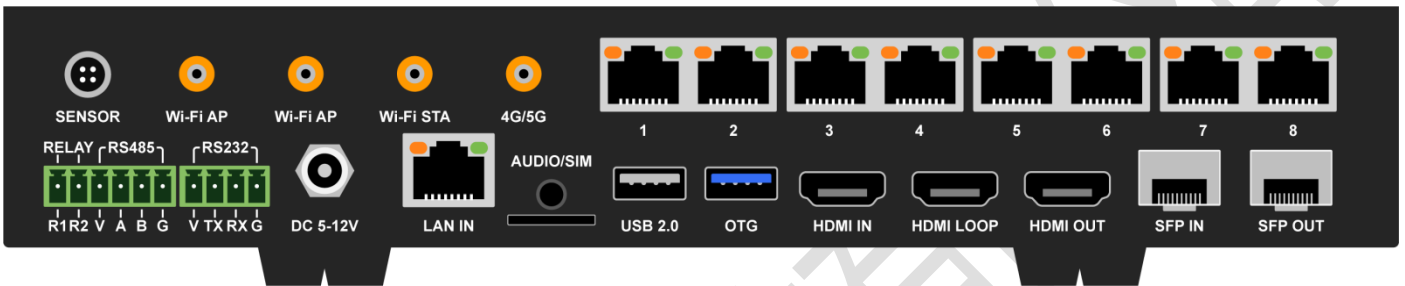 SENSOR Wi-Fi AP Wi-Fi AP Wi-Fi STA 4G/5G
1 2 3 4 5 6 7 8
RELAY RS485 RS232
AUDIO/SIM
R1 R2 V A B G V TX RX G DC 5-12V LAN IN USB 2.0 OTG HDMI IN HDMI LOOP HDMI OUT SFP IN SFP OUT